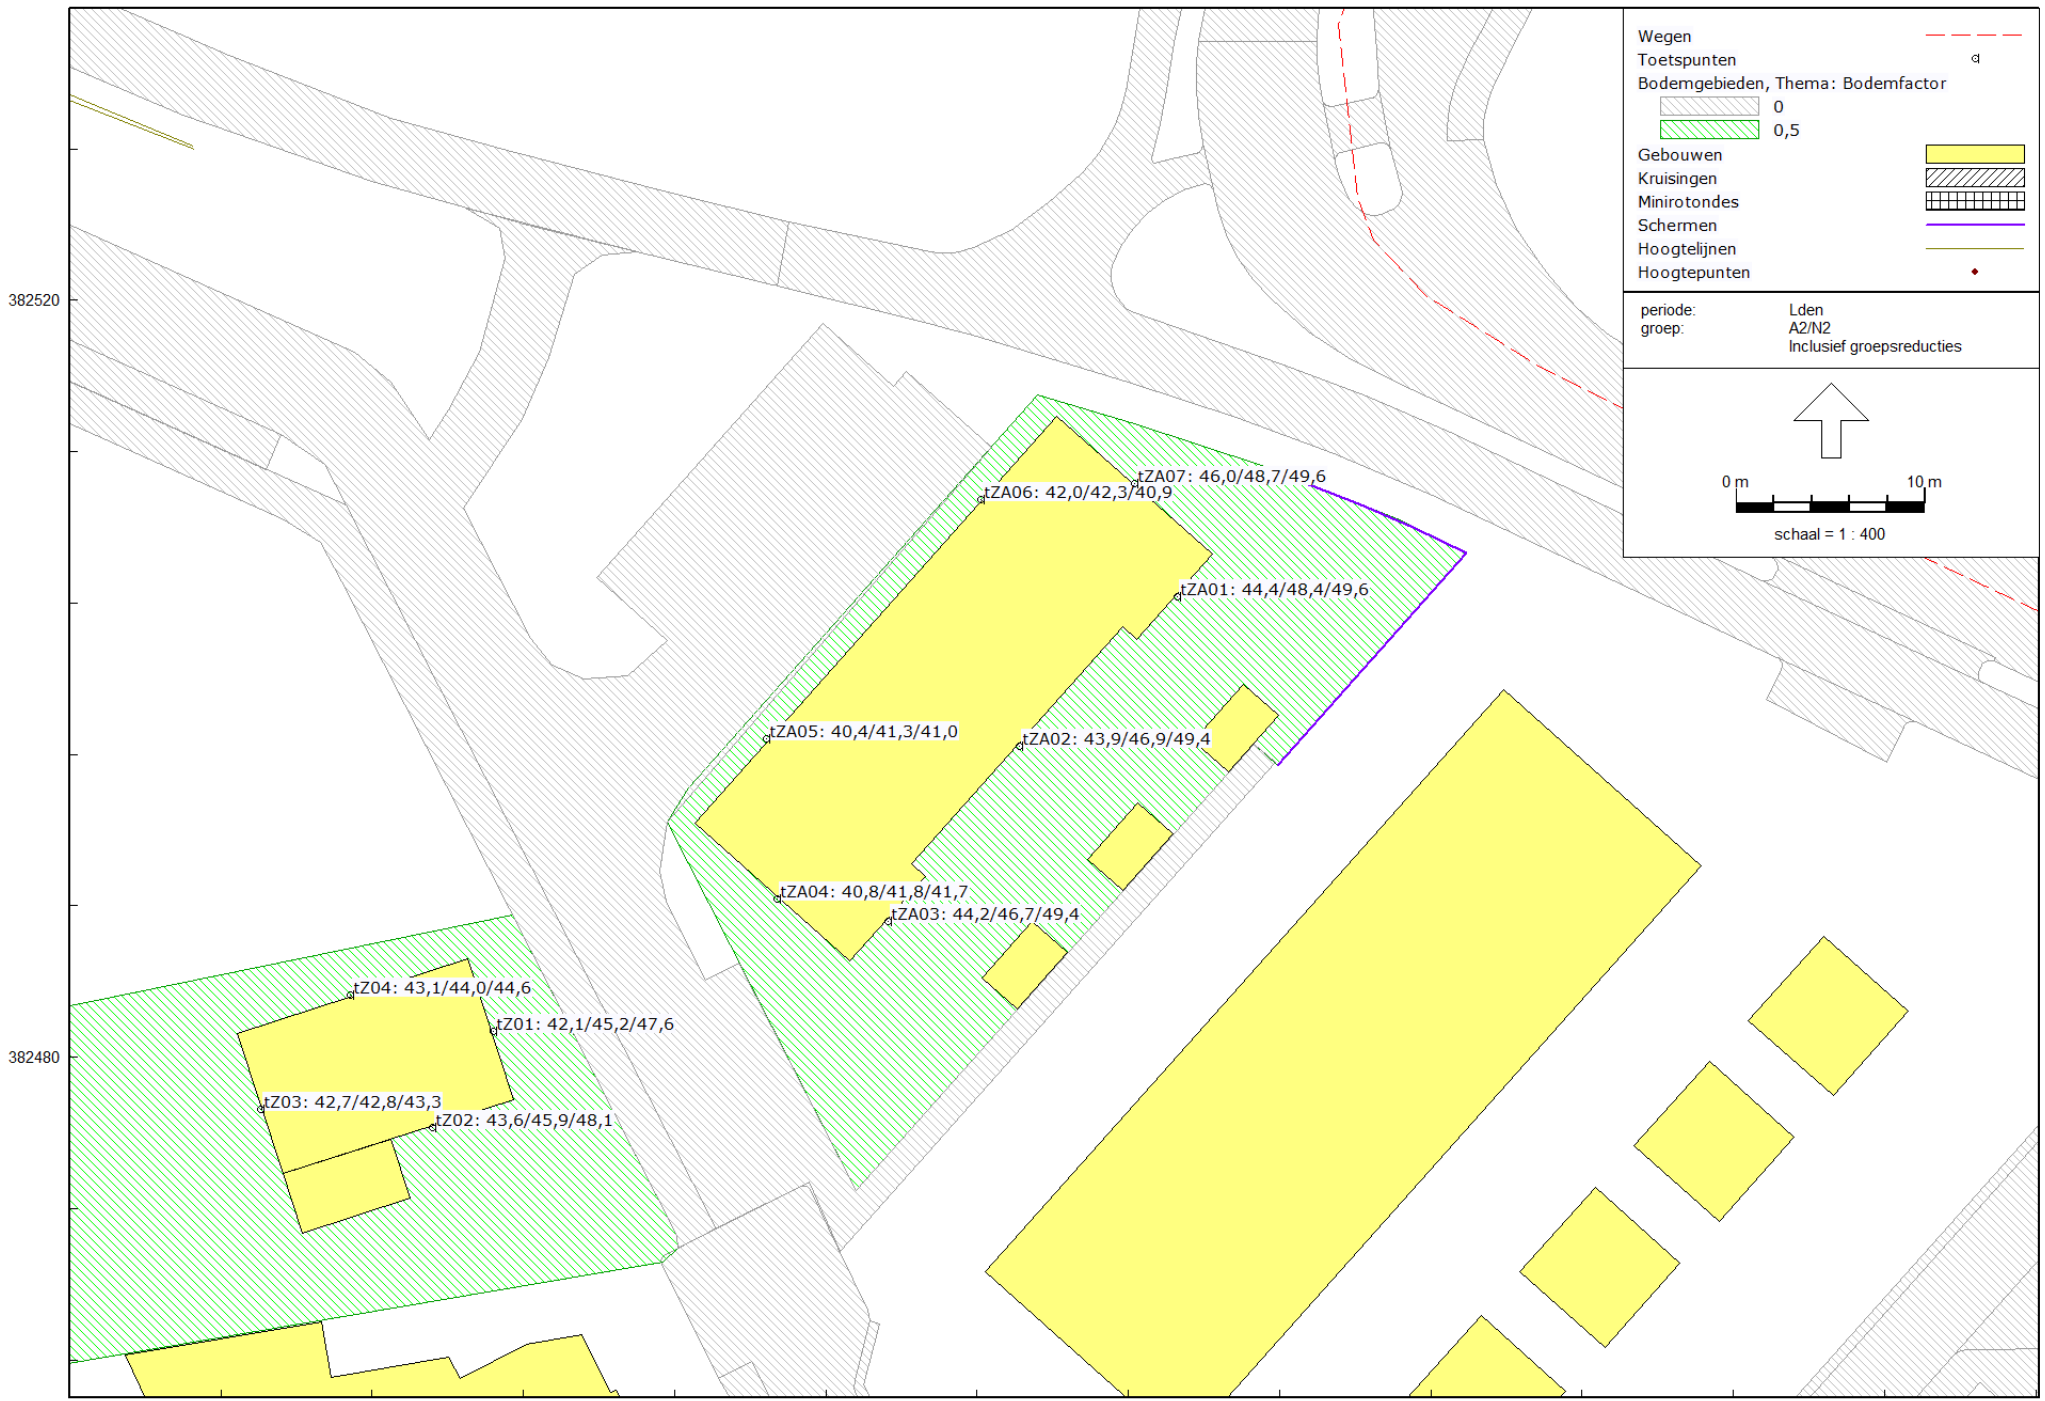 Wegen
Toetspunten
Bodemgebieden, Thema: Bodemfactor
0
0,5
Gebouwen
Kruisingen
Minirotondes
Schermen
Hoogtelijnen
Hoogtepunten
382520
periode: Lden
groep: A2/N2
Inclusief groepsreducties
0 m 10 m
schaal = 1 : 400
tZA07: 46,0/48,7/49,6
tZA06: 42,0/42,3/40,9
tZA01: 44,4/48,4/49,6
tZA05: 40,4/41,3/41,0
tZA02: 43,9/46,9/49,4
tZA04: 40,8/41,8/41,7
tZA03: 44,2/46,7/49,4
tZ04: 43,1/44,0/44,6
tZ01: 42,1/45,2/47,6
382480
tZ03: 42,7/42,8/43,3
tZ02: 43,6/45,9/48,1